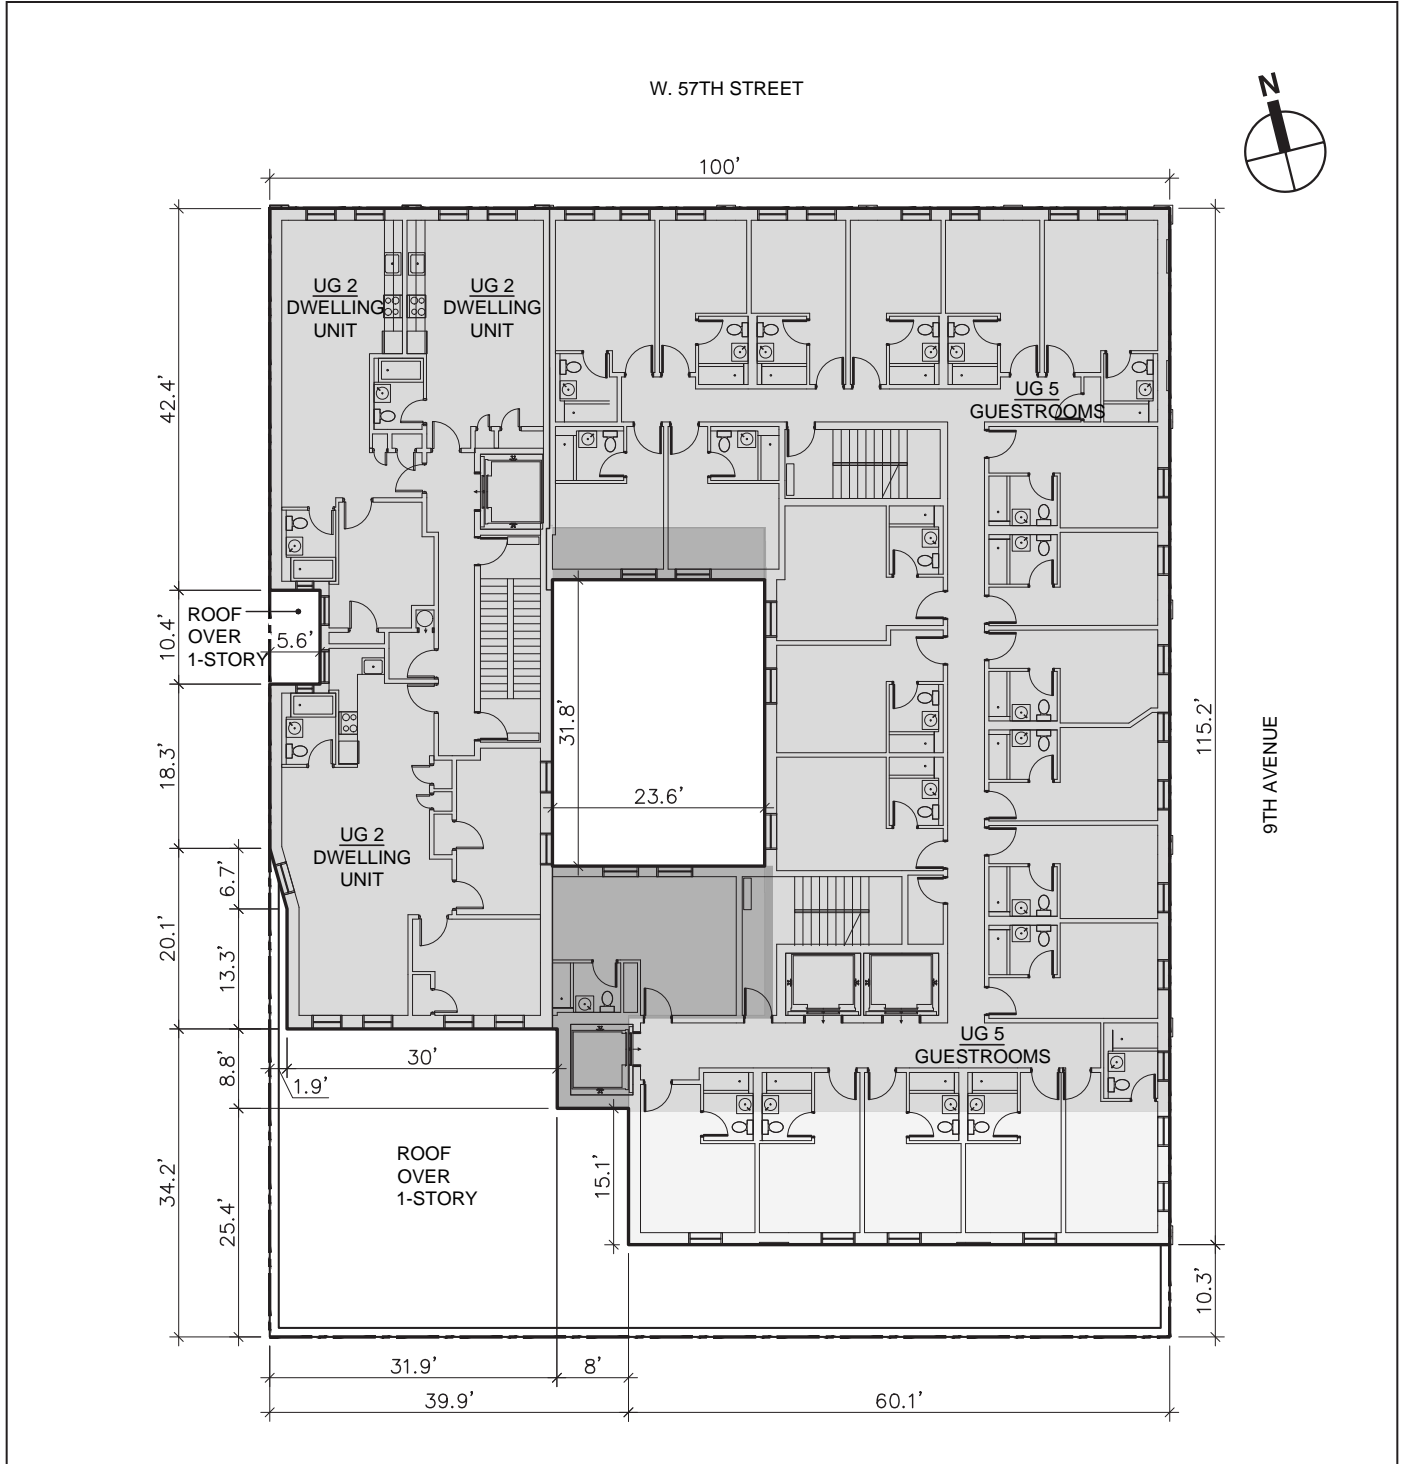 W. 57TH STREET
N
100'
UG 2
DWELLING
UNIT
UG 2
DWELLING
UNIT
42.4'
UG 5
GUESTROOMS
ROOF
OVER
1-STORY
5.6'
10.4'
31.8'
23.6'
18.3'
115.2'
9TH AVENUE
UG 2
DWELLING
UNIT
6.7'
20.1'
13.3'
UG 5
GUESTROOMS
30'
1.9'
8.8'
ROOF
OVER
1-STORY
15.1'
34.2'
25.4'
10.3'
31.9'
8'
39.9'
60.1'